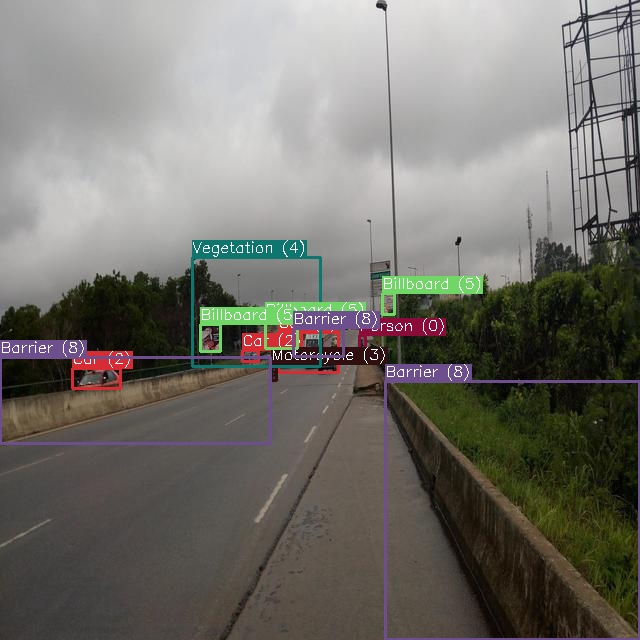 Vegetation (4)
Billboard (5)
Billboard (5
Billboard (5)
Barrier (8)
erson (0)
Car (2)
Motorcycle (3)
Barrier (8)
Car (2)
Barrier (8)